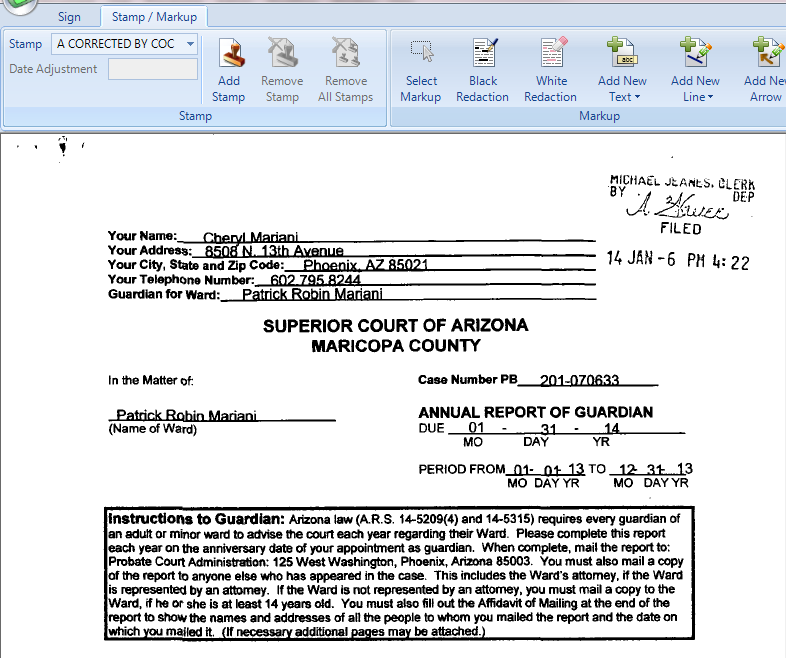 Sign Stamp / Markup
Stamp A CORRECTED BY COC
Date Adjustment
Add Stamp
Remove Stamp
Remove All Stamps
Select Markup
Black Redaction
White Redaction
Add New Text
Add New Line
Add New Arrow
Stamp Markup
MICHAEL JEANES, CLERK
BY DEP
FILED
14 JAN -6 PM 4:22
Your Name: Cheryl Mariani
Your Address: 8508 N. 13th Avenue
Your City, State and Zip Code: Phoenix, AZ 85021
Your Telephone Number: 602.795.8244
Guardian for Ward: Patrick Robin Mariani
SUPERIOR COURT OF ARIZONA
MARICOPA COUNTY
In the Matter of:
Case Number PB 201-070633
Patrick Robin Mariani
(Name of Ward)
ANNUAL REPORT OF GUARDIAN
DUE 01 - 31 - 14
MO DAY YR
PERIOD FROM 01- 01- 13 TO 12- 31- 13
MO DAY YR MO DAY YR
Instructions to Guardian: Arizona law (A.R.S. 14-5209(4) and 14-5315) requires every guardian of
an adult or minor ward to advise the court each year regarding their Ward. Please complete this report
each year on the anniversary date of your appointment as guardian. When complete, mail the report to:
Probate Court Administration: 125 West Washington, Phoenix, Arizona 85003. You must also mail a copy
of the report to anyone else who has appeared in the case. This includes the Ward's attorney, if the Ward
is represented by an attorney. If the Ward is not represented by an attorney, you must mail a copy to the
Ward, if he or she is at least 14 years old. You must also fill out the Affidavit of Mailing at the end of the
report to show the names and addresses of all the people to whom you mailed the report and the date on
which you mailed it. (If necessary additional pages may be attached.)